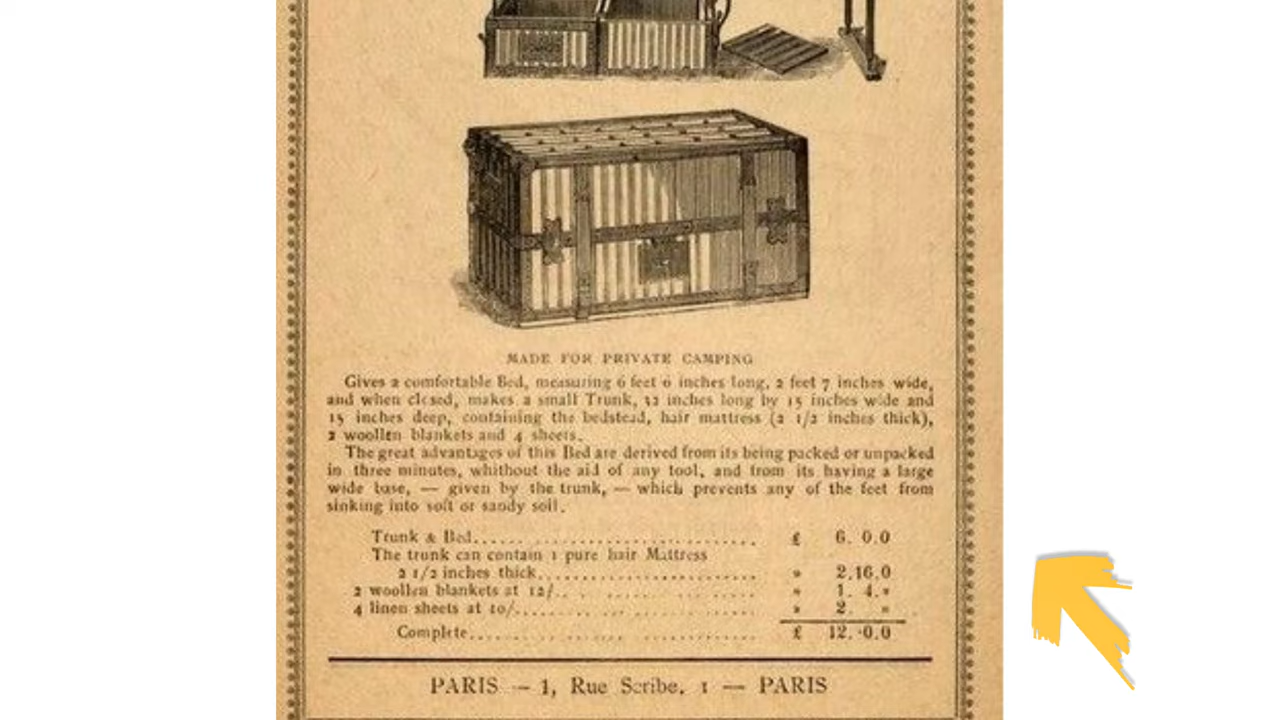 MADE FOR PRIVATE CAMPING
Gives a comfortable Bed, measuring 6 feet 6 inches long, 2 feet 7 inches wide,
and when closed, makes a small Trunk, 32 inches long by 15 inches wide and
15 inches deep, containing the bedstead, hair mattress (2 1/2 inches thick),
2 woollen blankets and 4 sheets.
The great advantages of this Bed are derived from its being packed or unpacked
in three minutes, whithout the aid of any tool, and from its having a large
wide base, — given by the trunk, — which prevents any of the feet from
sinking into soft or sandy soil.
Trunk & Bed.................... £ 6. 0.0
The trunk can contain 1 pure hair Mattress
2 1/2 inches thick.................... » 2.16.0
2 woollen blankets at 12/.................... » 1. 4.»
4 linen sheets at 10/.................... » 2. »
Complete.................... £ 12. 0.0
PARIS — 1, Rue Scribe, 1 — PARIS